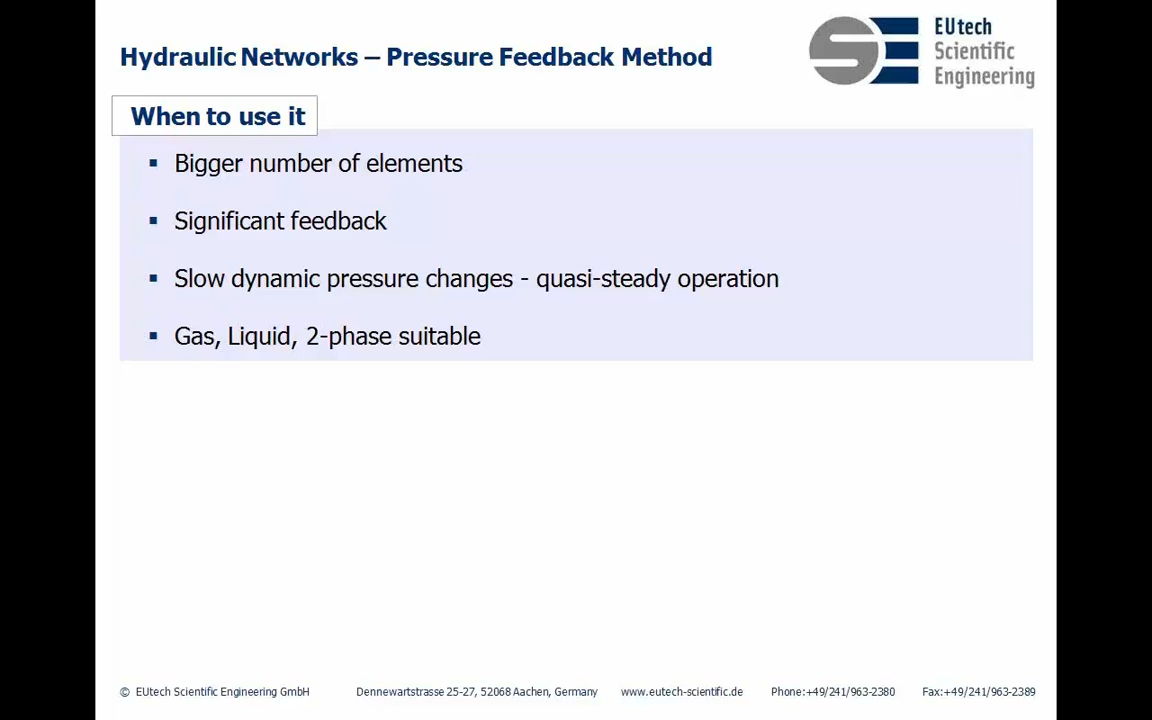 Hydraulic Networks – Pressure Feedback Method
EUtech
Scientific
Engineering
When to use it
▪ Bigger number of elements
▪ Significant feedback
▪ Slow dynamic pressure changes - quasi-steady operation
▪ Gas, Liquid, 2-phase suitable
© EUtech Scientific Engineering GmbH Dennewartstrasse 25-27, 52068 Aachen, Germany www.eutech-scientific.de Phone:+49/241/963-2380 Fax:+49/241/963-2389